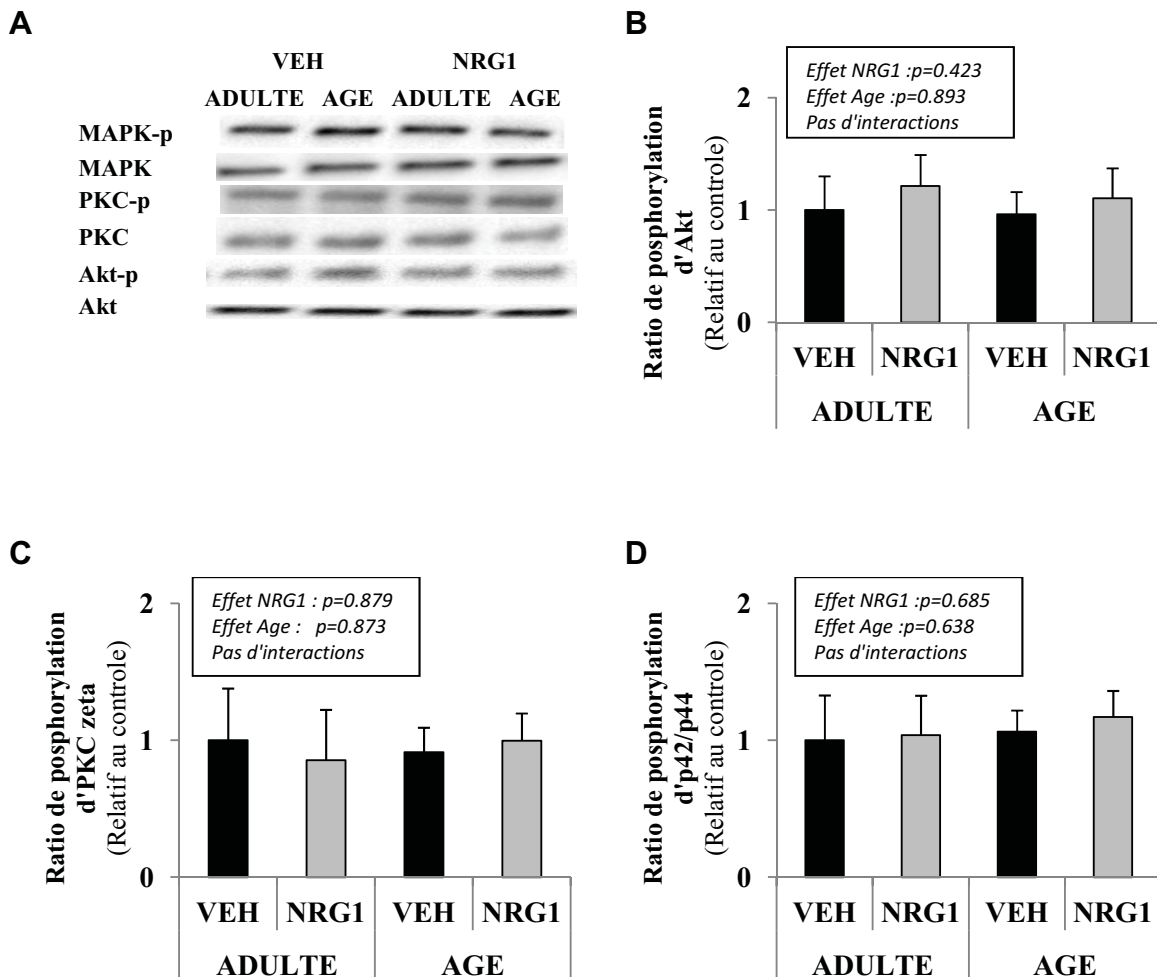 A
VEH NRG1
ADULTE AGE ADULTE AGE
MAPK-p
MAPK
PKC-p
PKC
Akt-p
Akt
B
Effet NRG1 :p=0.423
Effet Age :p=0.893
Pas d'interactions
Ratio de posphorylation
d'Akt
(Relatif au controle)
2
1
0
VEH NRG1 VEH NRG1
ADULTE AGE
C
Effet NRG1 : p=0.879
Effet Age : p=0.873
Pas d'interactions
Ratio de posphorylation
d'PKC zeta
(Relatif au controle)
2
1
0
VEH NRG1 VEH NRG1
ADULTE AGE
D
Effet NRG1 :p=0.685
Effet Age :p=0.638
Pas d'interactions
Ratio de posphorylation
d'p42/p44
(Relatif au controle)
2
1
0
VEH NRG1 VEH NRG1
ADULTE AGE